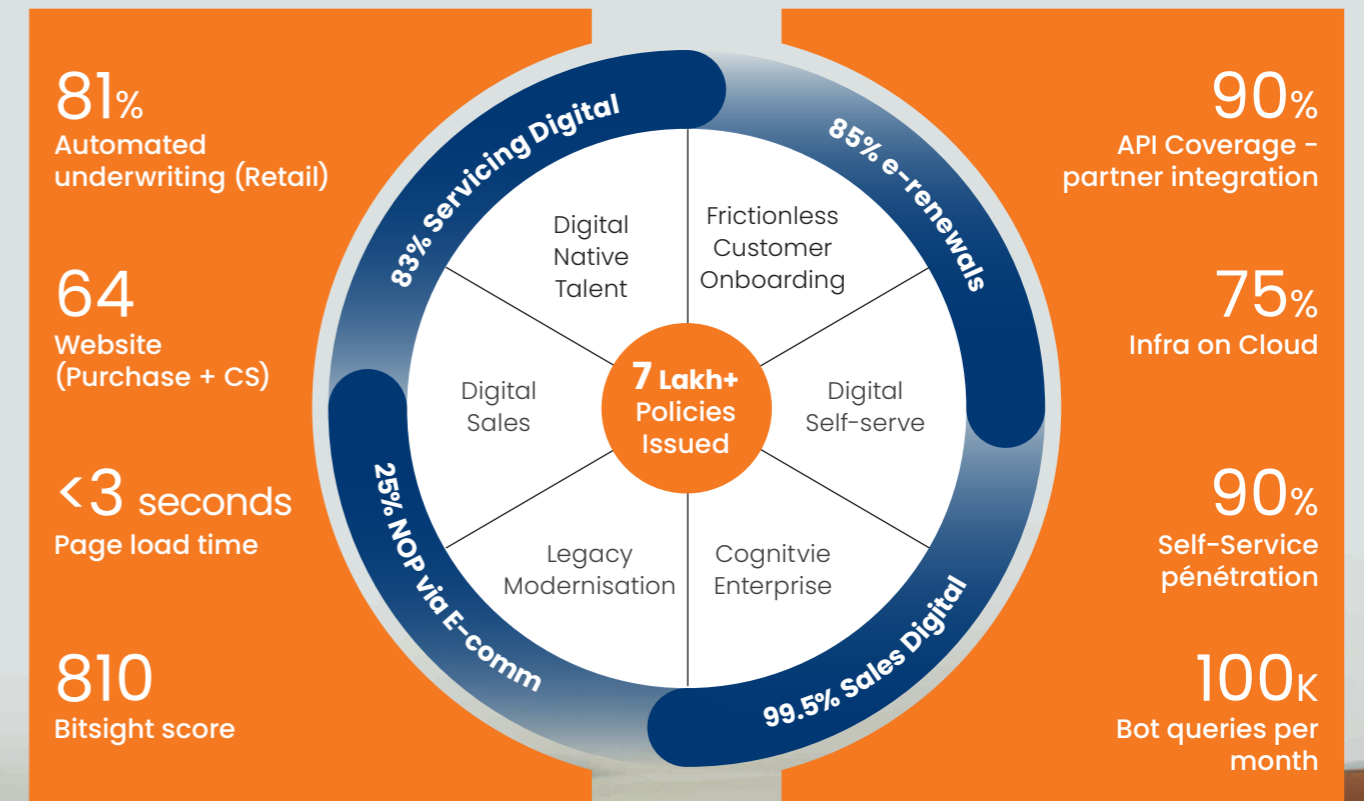 81%
Automated
underwriting (Retail)
64
Website
(Purchase + CS)
<3 seconds
Page load time
810
Bitsight score
83% Servicing Digital
85% e-renewals
99.5% Sales Digital
25% NOP via E-comm
Digital
Native
Talent
Frictionless
Customer
Onboarding
Digital
Sales
7 Lakh+
Policies
Issued
Digital
Self-serve
Legacy
Modernisation
Cognitvie
Enterprise
90%
API Coverage -
partner integration
75%
Infra on Cloud
90%
Self-Service
pénétration
100K
Bot queries per
month